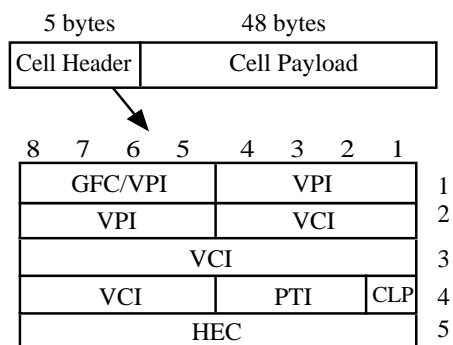 5 bytes 48 bytes
Cell Header Cell Payload
8 7 6 5 4 3 2 1
GFC/VPI VPI 1
VPI VCI 2
VCI 3
VCI PTI CLP 4
HEC 5